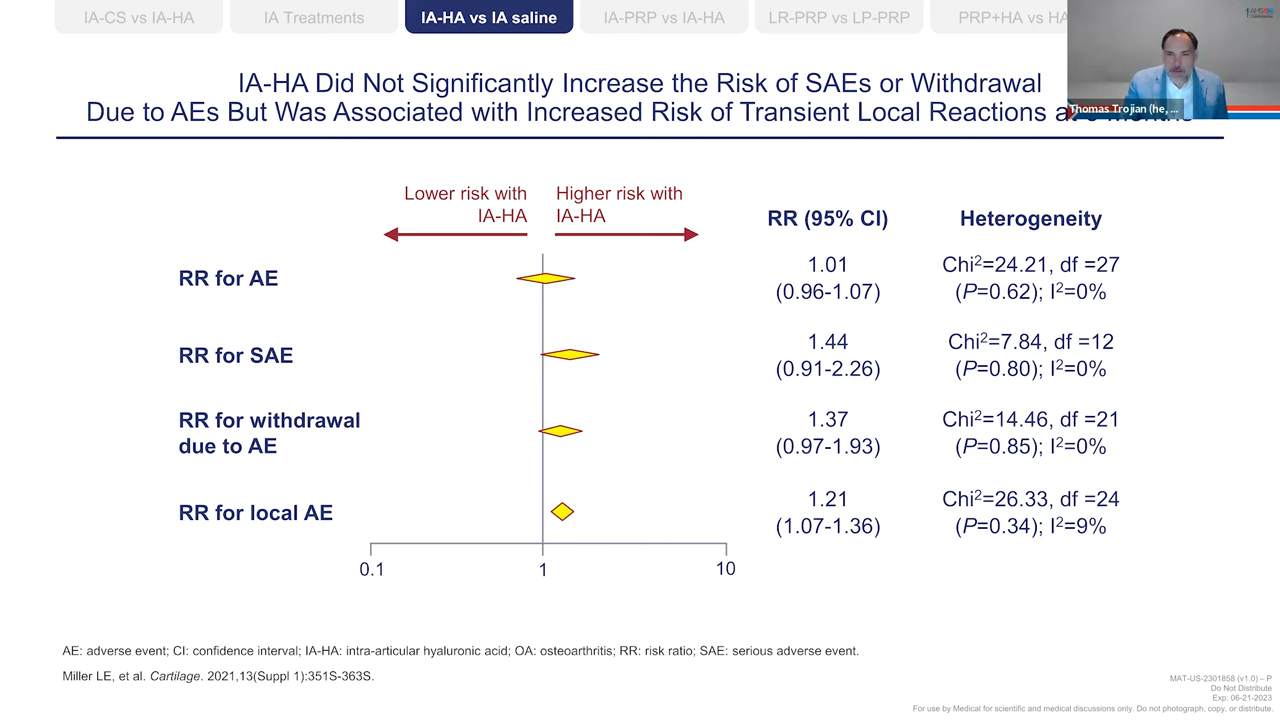 IA-CS vs IA-HA
IA Treatments
IA-HA vs IA saline
IA-PRP vs IA-HA
LR-PRP vs LP-PRP
PRP+HA vs HA
IA-HA Did Not Significantly Increase the Risk of SAEs or Withdrawal
Due to AEs But Was Associated with Increased Risk of Transient Local Reactions
Thomas Trojian (he, ...
Lower risk with
IA-HA
Higher risk with
IA-HA
RR (95% CI)
Heterogeneity
RR for AE
1.01
(0.96-1.07)
Chi²=24.21, df =27
(P=0.62); I²=0%
RR for SAE
1.44
(0.91-2.26)
Chi²=7.84, df =12
(P=0.80); I²=0%
RR for withdrawal
due to AE
1.37
(0.97-1.93)
Chi²=14.46, df =21
(P=0.85); I²=0%
RR for local AE
1.21
(1.07-1.36)
Chi²=26.33, df =24
(P=0.34); I²=9%
0.1
1
10
AE: adverse event; CI: confidence interval; IA-HA: intra-articular hyaluronic acid; OA: osteoarthritis; RR: risk ratio; SAE: serious adverse event.
Miller LE, et al. Cartilage. 2021,13(Suppl 1):351S-363S.
MAT-US-2301858 (v1.0) – P
Do Not Distribute
Exp: 06-21-2023
For use by Medical for scientific and medical discussions only. Do not photograph, copy, or distribute.